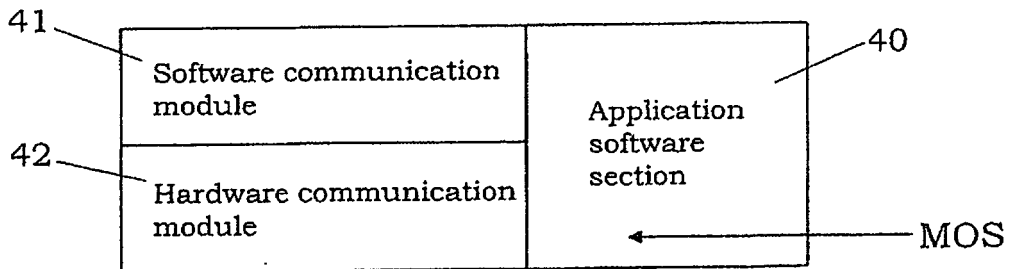 41
Software communication
module
40
Application
software
section
42
Hardware communication
module
MOS